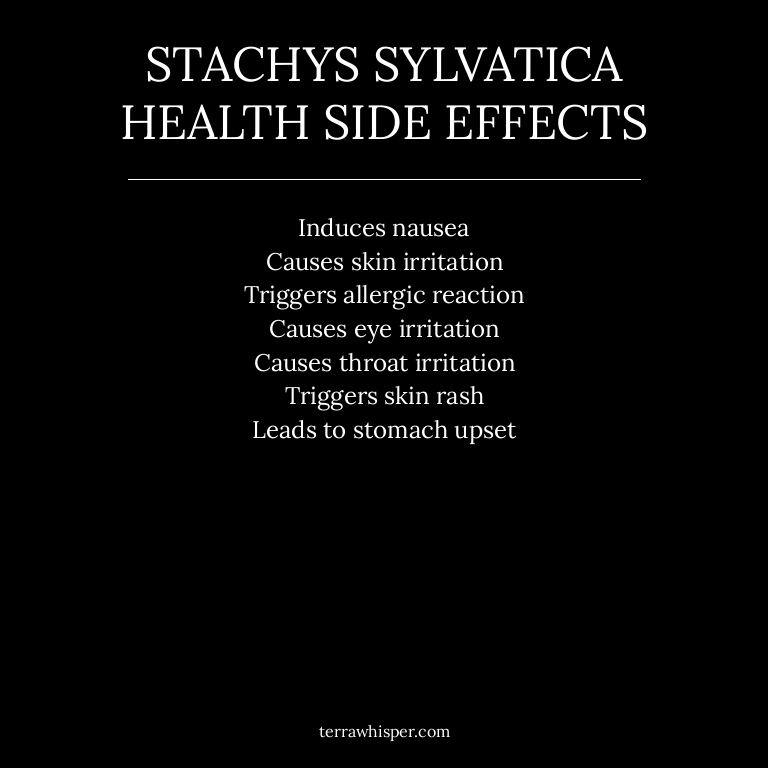 STACHYS SYLVATICA
HEALTH SIDE EFFECTS
Induces nausea
Causes skin irritation
Triggers allergic reaction
Causes eye irritation
Causes throat irritation
Triggers skin rash
Leads to stomach upset
terrawhisper.com